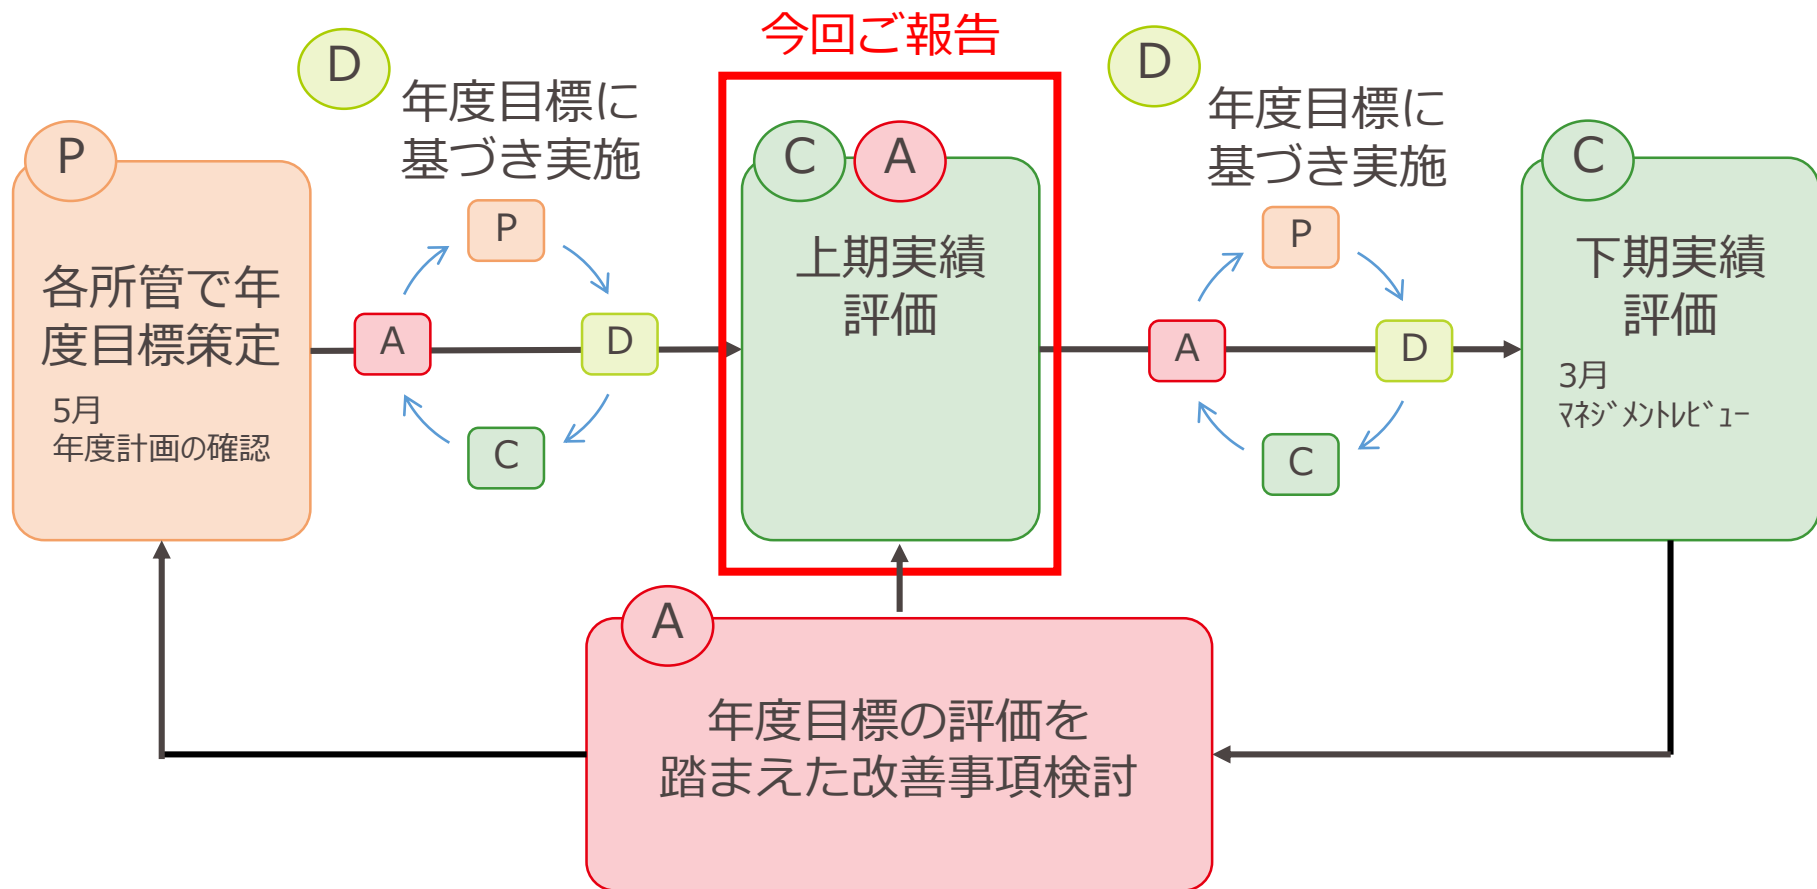 今回ご報告
D
年度目標に
基づき実施
D
年度目標に
基づき実施
P
各所管で年
度目標策定
5月
年度計画の確認
P
A
D
C
C
A
上期実績
評価
P
A
D
C
C
下期実績
評価
3月
ﾏﾈｼﾞﾒﾝﾄﾚﾋﾞｭｰ
A
年度目標の評価を
踏まえた改善事項検討